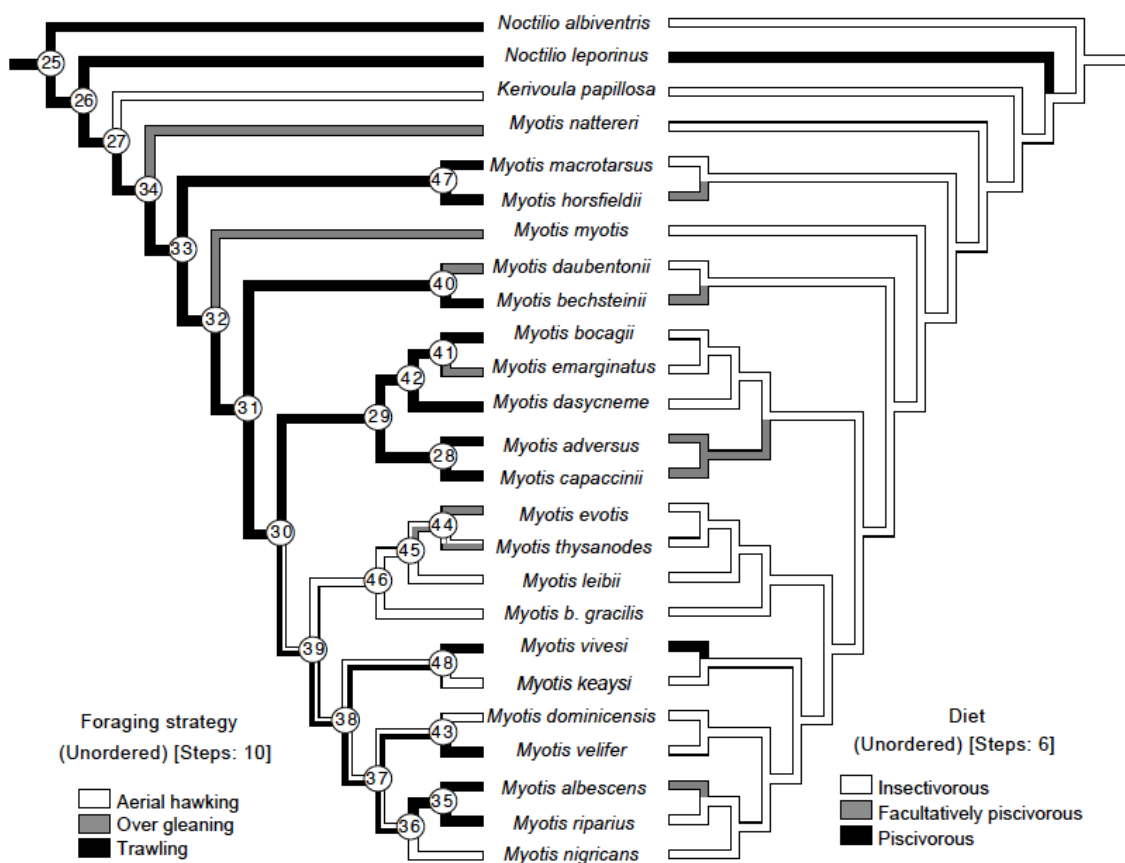 Noctilio albiventris
25
Noctilio leporinus
26
Kerivoula papillosa
27
Myotis nattereri
34
Myotis macrotarsus
47
Myotis horsfieldii
33
Myotis myotis
32
Myotis daubentonii
40
Myotis bechsteinii
Myotis bocagii
41
Myotis emarginatus
42
Myotis dasycneme
31
29
Myotis adversus
28
Myotis capaccinii
Myotis evotis
44
30
Myotis thysanodes
45
Myotis leibii
46
Myotis b. gracilis
Myotis vivesi
39
48
Myotis keaysi
Myotis dominicensis
38
43
Myotis velifer
37
Myotis albescens
35
Myotis riparius
36
Myotis nigricans
Foraging strategy
(Unordered) [Steps: 10]
Aerial hawking
Over gleaning
Trawling
Diet
(Unordered) [Steps: 6]
Insectivorous
Facultatively piscivorous
Piscivorous